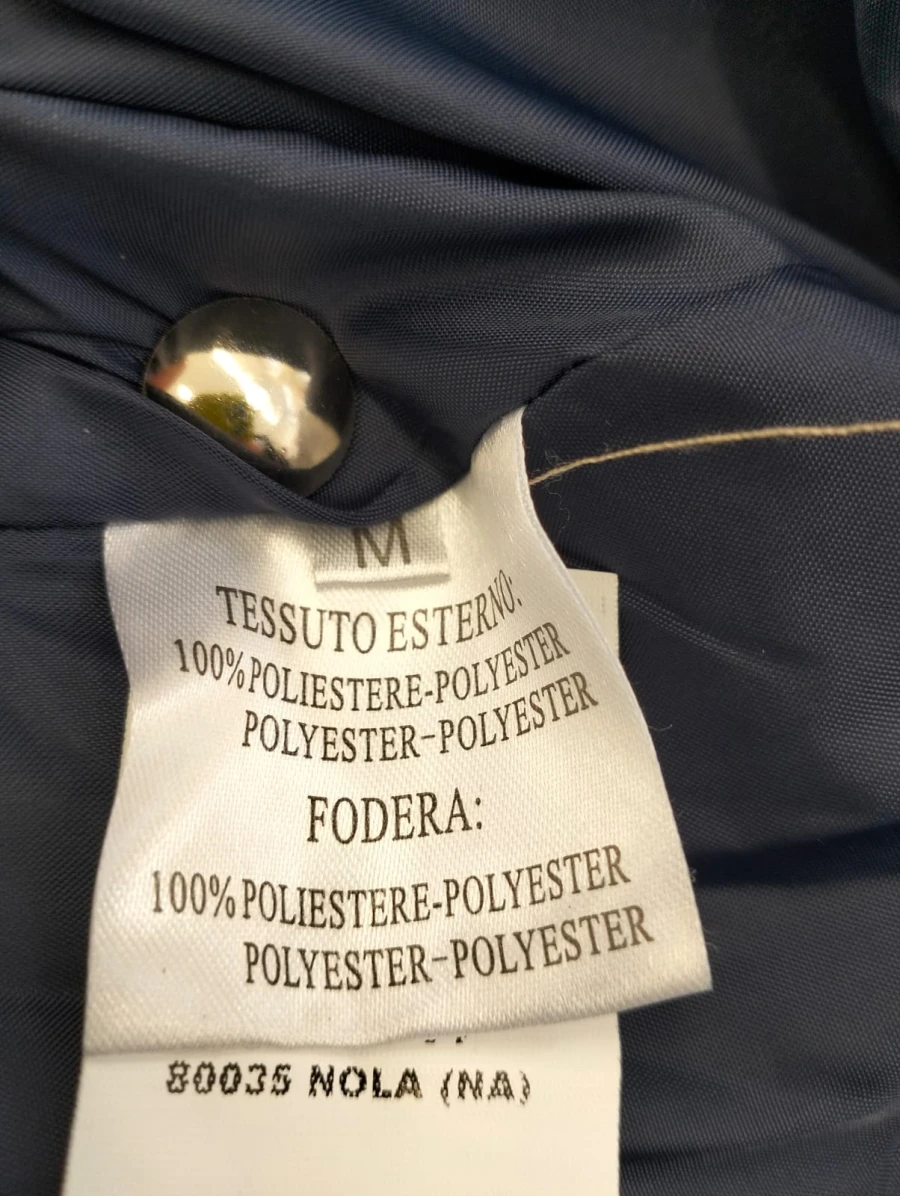 M
TESSUTO ESTERNO:
100% POLIESTERE-POLYESTER
POLYESTER-POLYESTER
FODERA:
100% POLIESTERE-POLYESTER
POLYESTER-POLYESTER
80035 NOLA (NA)